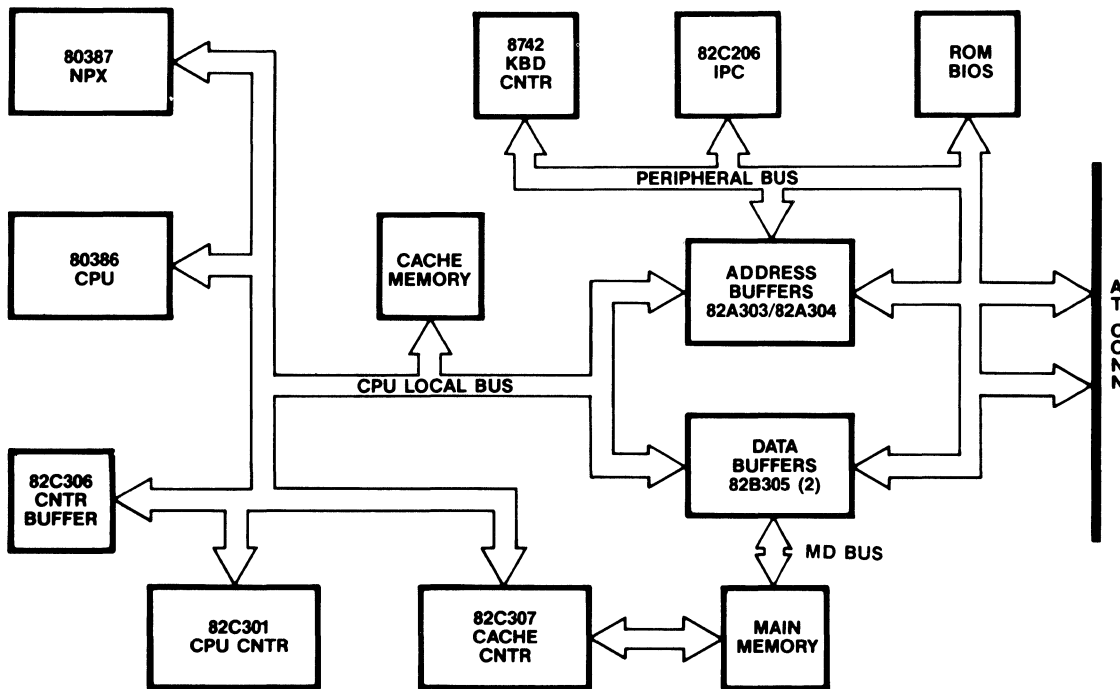 80387
NPX
8742
KBD
CNTR
82C206
IPC
ROM
BIOS
PERIPHERAL BUS
80386
CPU
CACHE
MEMORY
ADDRESS
BUFFERS
82A303/82A304
AT CONN
CPU LOCAL BUS
82C306
CNTR
BUFFER
DATA
BUFFERS
82B305 (2)
MD BUS
82C301
CPU CNTR
82C307
CACHE
CNTR
MAIN
MEMORY